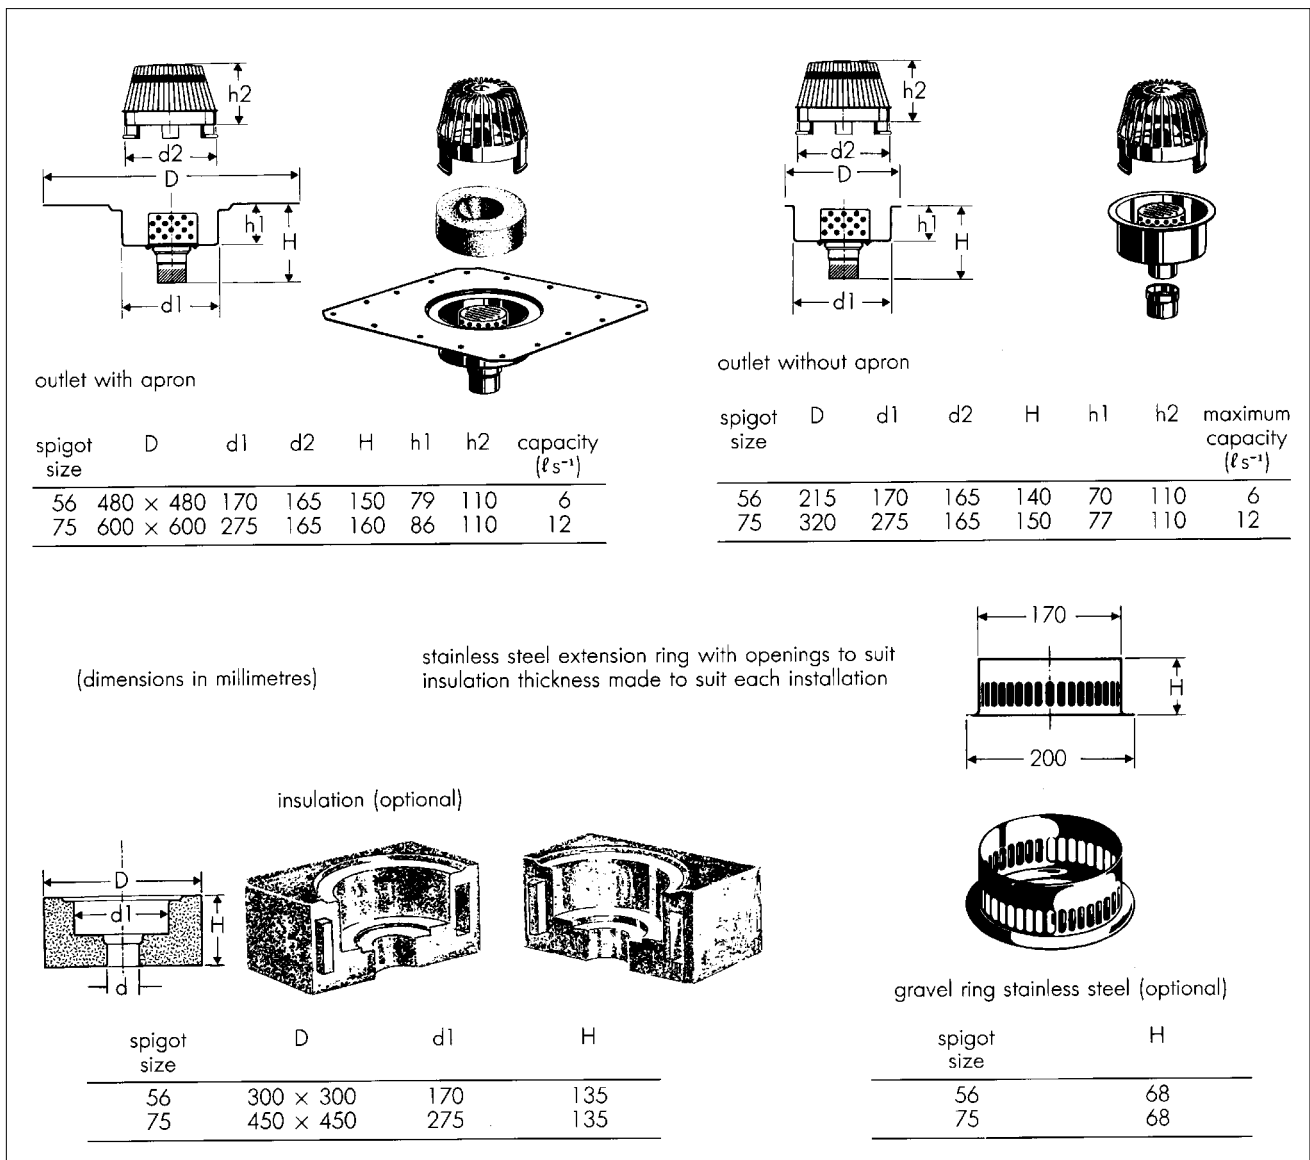 h2
d2
D
h1
H
d1
outlet with apron
spigot size D d1 d2 H h1 h2 capacity (ℓ s⁻¹)
56 480 × 480 170 165 150 79 110 6
75 600 × 600 275 165 160 86 110 12
h2
d2
D
h1
H
d1
outlet without apron
spigot size D d1 d2 H h1 h2 maximum capacity (ℓ s⁻¹)
56 215 170 165 140 70 110 6
75 320 275 165 150 77 110 12
(dimensions in millimetres)
stainless steel extension ring with openings to suit
insulation thickness made to suit each installation
170
H
200
insulation (optional)
D
d1
H
d
gravel ring stainless steel (optional)
spigot size D d1 H
56 300 × 300 170 135
75 450 × 450 275 135
spigot size H
56 68
75 68